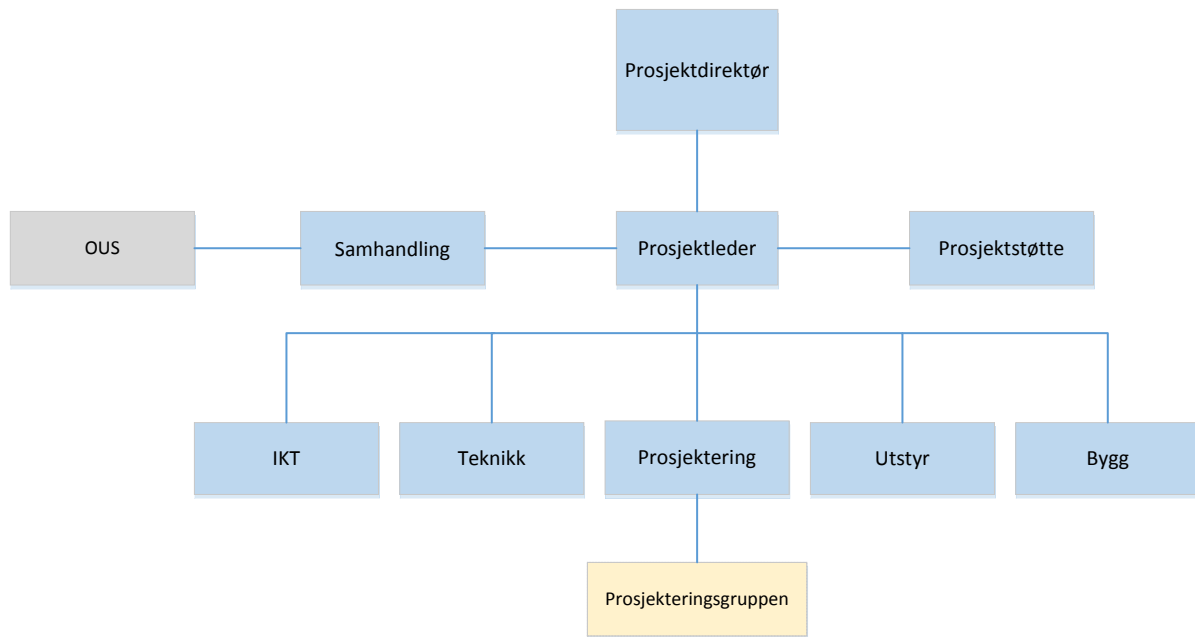 Prosjektdirektør
OUS
Samhandling
Prosjektleder
Prosjektstøtte
IKT
Teknikk
Prosjektering
Utstyr
Bygg
Prosjekteringsgruppen